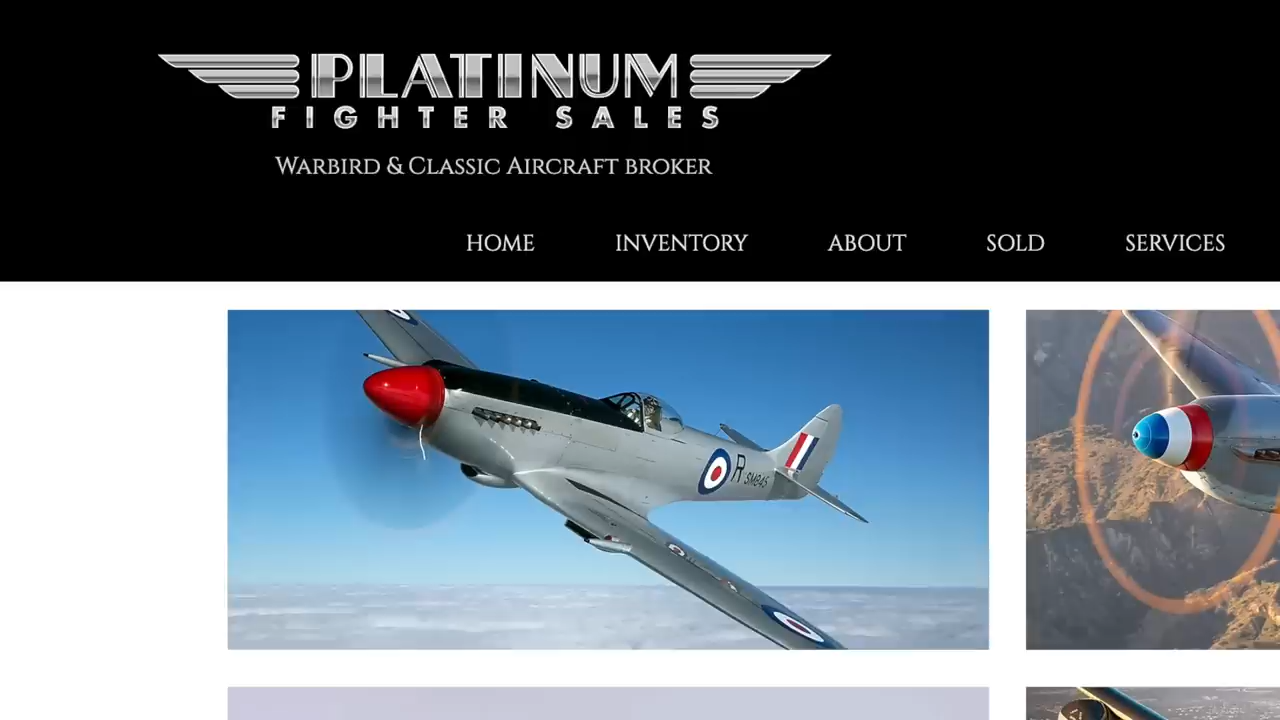 PLATINUM
FIGHTER SALES
WARBIRD & CLASSIC AIRCRAFT BROKER
HOME INVENTORY ABOUT SOLD SERVICES
R SM845